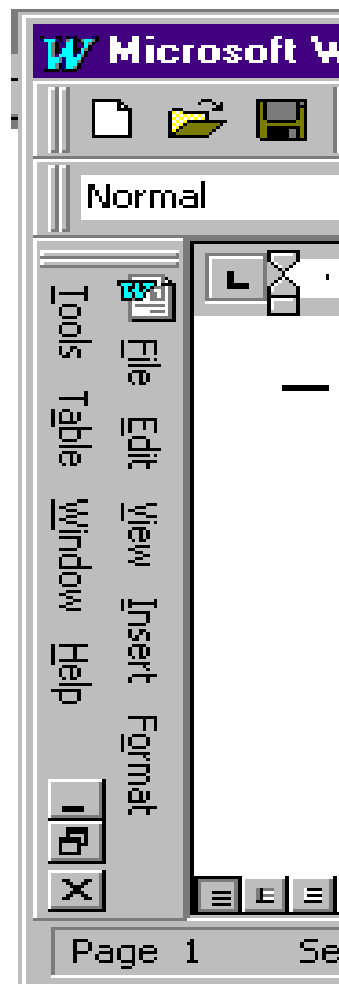 Microsoft W
Normal
File Edit View Insert Format
Tools Table Window Help
Page 1 Se